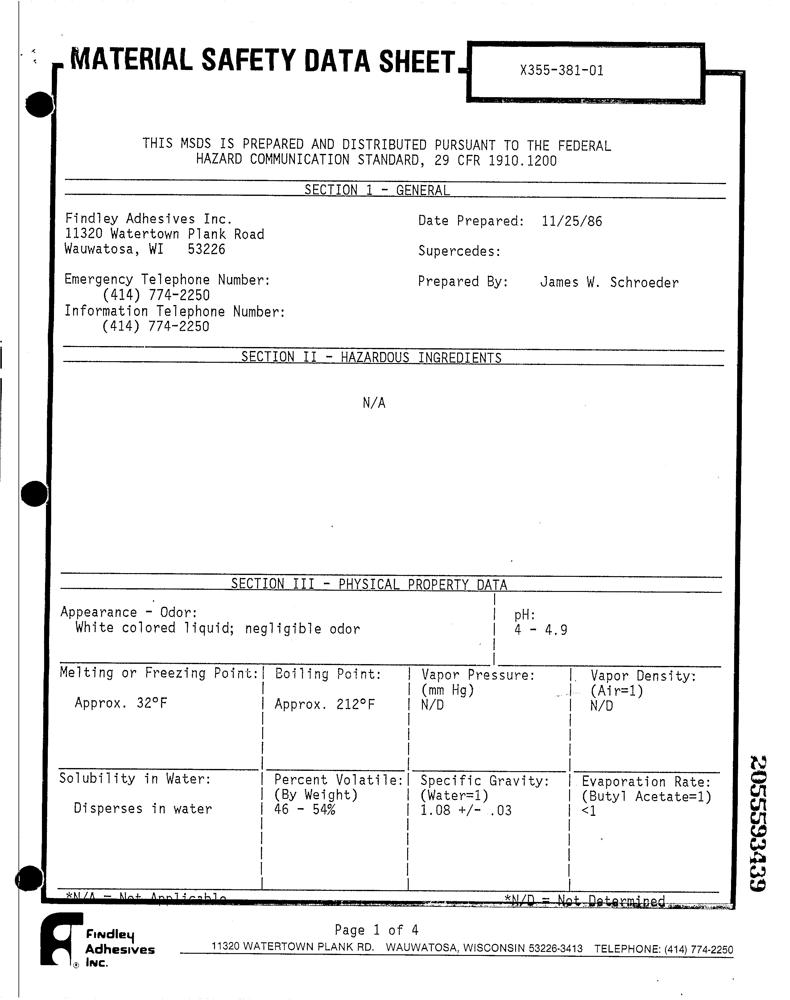 MATERIAL SAFETY DATA SHEET
X355-381-01
THIS MSDS IS PREPARED AND DISTRIBUTED PURSUANT TO THE FEDERAL
HAZARD COMMUNICATION STANDARD, 29 CFR 1910.1200
SECTION 1 - GENERAL
Findley Adhesives Inc.
11320 Watertown Plank Road
Wauwatosa, WI 53226
Date Prepared: 11/25/86
Supercedes:
Emergency Telephone Number:
(414) 774-2250
Information Telephone Number:
(414) 774-2250
Prepared By: James W. Schroeder
SECTION II - HAZARDOUS INGREDIENTS
N/A
SECTION III - PHYSICAL PROPERTY DATA
Appearance - Odor:
White colored liquid; negligible odor
pH:
4 - 4.9
Melting or Freezing Point:
Approx. 32°F
Boiling Point:
Approx. 212°F
Vapor Pressure:
(mm Hg)
N/D
Vapor Density:
(Air=1)
N/D
Solubility in Water:
Disperses in water
Percent Volatile:
(By Weight)
46 - 54%
Specific Gravity:
(Water=1)
1.08 +/- .03
Evaporation Rate:
(Butyl Acetate=1)
<1
*N/A = Not Applicable
*N/D = Not Determined
2055593439
Page 1 of 4
Findley
Adhesives
Inc.
11320 WATERTOWN PLANK RD. WAUWATOSA, WISCONSIN 53226-3413 TELEPHONE: (414) 774-2250